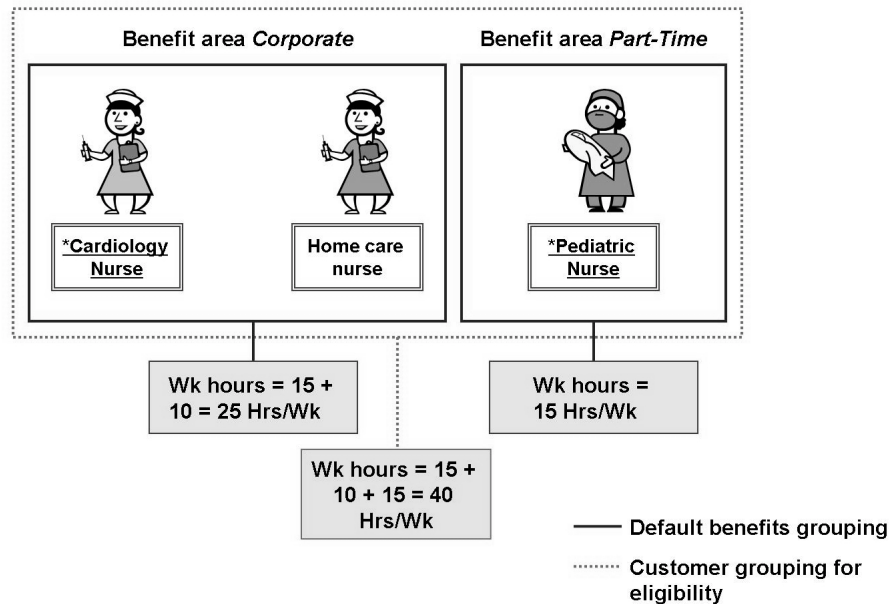 Benefit area Corporate
Benefit area Part-Time
*Cardiology
Nurse
Home care
nurse
*Pediatric
Nurse
Wk hours = 15 +
10 = 25 Hrs/Wk
Wk hours =
15 Hrs/Wk
Wk hours = 15 +
10 + 15 = 40
Hrs/Wk
Default benefits grouping
Customer grouping for
eligibility